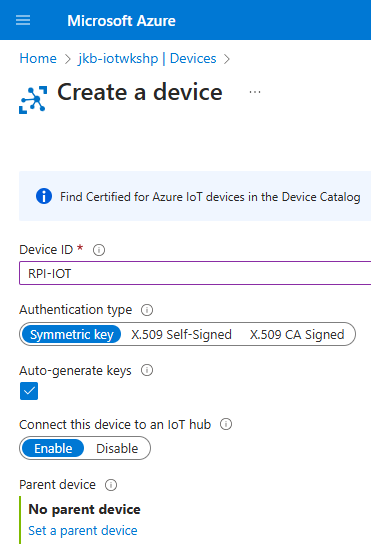 Microsoft Azure
Home > jkb-iotwkshp | Devices >
Create a device ...
Find Certified for Azure IoT devices in the Device Catalog
Device ID *
RPI-IOT
Authentication type
Symmetric key X.509 Self-Signed X.509 CA Signed
Auto-generate keys
Connect this device to an IoT hub
Enable Disable
Parent device
No parent device
Set a parent device